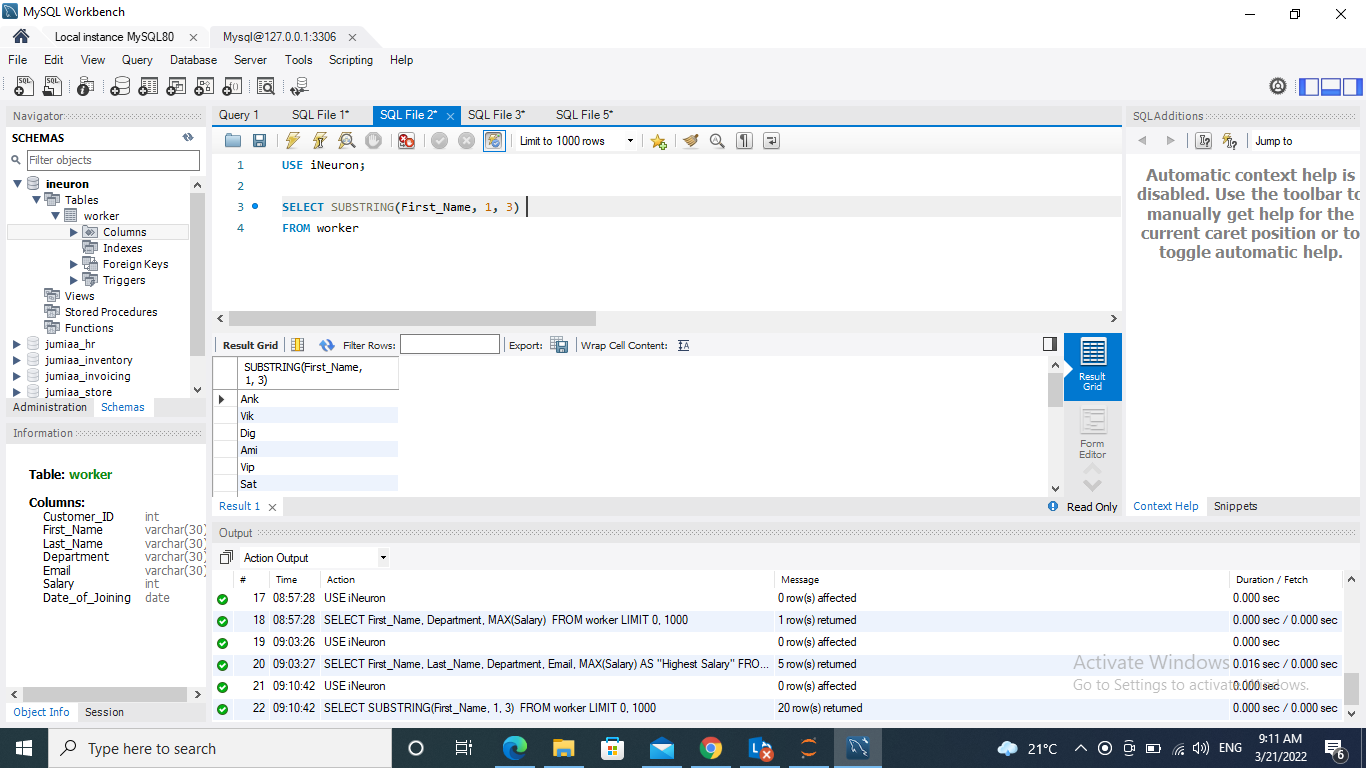 MySQL Workbench
Local instance MySQL80
Mysql@127.0.0.1:3306
File Edit View Query Database Server Tools Scripting Help
Navigator
SCHEMAS
Filter objects
ineuron
Tables
worker
Columns
Indexes
Foreign Keys
Triggers
Views
Stored Procedures
Functions
jumiaa_hr
jumiaa_inventory
jumiaa_invoicing
jumiaa_store
Administration Schemas
Information
Table: worker
Columns:
Customer_ID int
First_Name varchar(30)
Last_Name varchar(30)
Department varchar(30)
Email varchar(30)
Salary int
Date_of_Joining date
Object Info Session
Query 1 SQL File 1* SQL File 2* SQL File 3* SQL File 5*
Limit to 1000 rows
1 USE iNeuron;
2
3 SELECT SUBSTRING(First_Name, 1, 3)
4 FROM worker
Result Grid Filter Rows: Export: Wrap Cell Content:
SUBSTRING(First_Name,
1, 3)
Ank
Vik
Dig
Ami
Vip
Sat
Result
Grid
Form
Editor
Result 1
Read Only
SQLAdditions
Jump to
Automatic context help is
disabled. Use the toolbar to
manually get help for the
current caret position or to
toggle automatic help.
Context Help Snippets
Output
Action Output
# Time Action Message Duration / Fetch
17 08:57:28 USE iNeuron 0 row(s) affected 0.000 sec
18 08:57:28 SELECT First_Name, Department, MAX(Salary) FROM worker LIMIT 0, 1000 1 row(s) returned 0.000 sec / 0.000 sec
19 09:03:26 USE iNeuron 0 row(s) affected 0.000 sec
20 09:03:27 SELECT First_Name, Last_Name, Department, Email, MAX(Salary) AS "Highest Salary" FRO... 5 row(s) returned 0.016 sec / 0.000 sec
21 09:10:42 USE iNeuron 0 row(s) affected 0.000 sec
22 09:10:42 SELECT SUBSTRING(First_Name, 1, 3) FROM worker LIMIT 0, 1000 20 row(s) returned 0.000 sec / 0.000 sec
Activate Windows
Go to Settings to activate Windows.
Type here to search
21°C
ENG
9:11 AM
3/21/2022
6